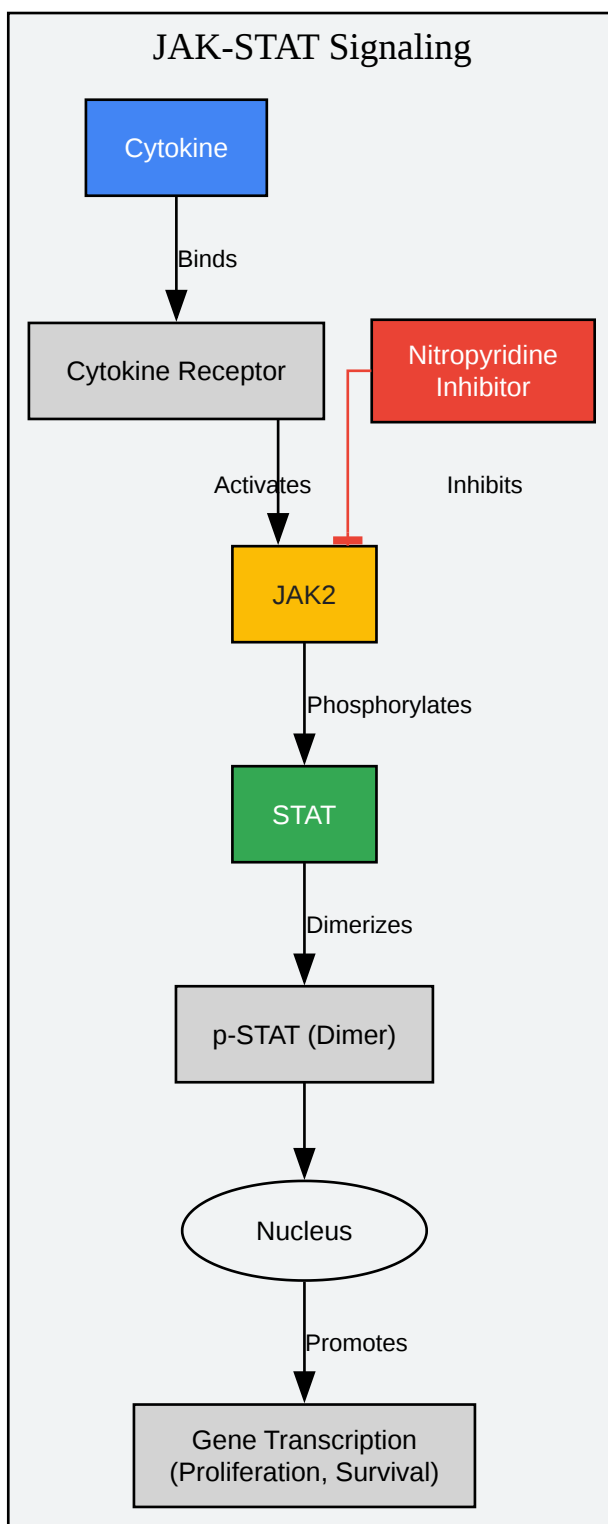 JAK-STAT Signaling
Cytokine
Binds
Cytokine Receptor
Nitropyridine
Inhibitor
Activates
Inhibits
JAK2
Phosphorylates
STAT
Dimerizes
p-STAT (Dimer)
Nucleus
Promotes
Gene Transcription
(Proliferation, Survival)